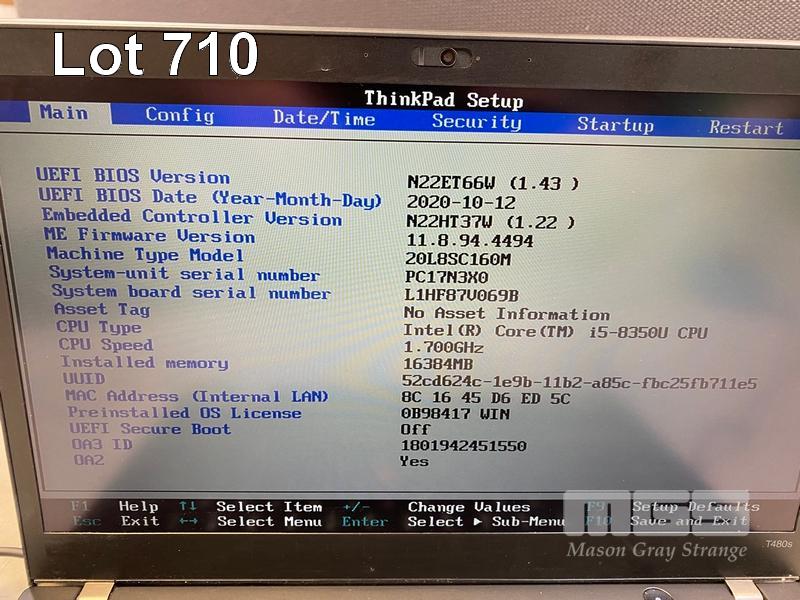 Lot 710
ThinkPad Setup
Main Config Date/Time Security Startup Restart
UEFI BIOS Version N22ET66W (1.43 )
UEFI BIOS Date (Year-Month-Day) 2020-10-12
Embedded Controller Version N22HT37W (1.22 )
ME Firmware Version 11.8.94.4494
Machine Type Model 20L8SC160M
System-unit serial number PC17N3X0
System board serial number L1HF87V069B
Asset Tag No Asset Information
CPU Type Intel(R) Core(TM) i5-8350U CPU
CPU Speed 1.700GHz
Installed memory 16384MB
UUID 52cd624c-1e9b-11b2-a85c-fbc25fb711e5
MAC Address (Internal LAN) 8C 16 45 D6 ED 5C
Preinstalled OS License 0B98417 WIN
UEFI Secure Boot Off
OA3 ID 1801942451550
OA2 Yes
F1 Help ↑↓ Select Item +/- Change Values F9 Setup Defaults
Esc Exit ←→ Select Menu Enter Select ▶ Sub-Menu F10 Save and Exit
MGS
Mason Gray Strange
T480s